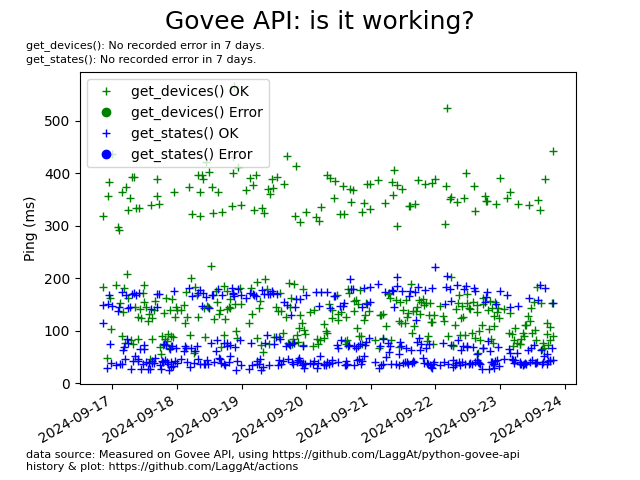 Govee API: is it working?
get_devices(): No recorded error in 7 days.
get_states(): No recorded error in 7 days.
get_devices() OK
get_devices() Error
get_states() OK
get_states() Error
Ping (ms)
500
400
300
200
100
0
2024-09-17
2024-09-18
2024-09-19
2024-09-20
2024-09-21
2024-09-22
2024-09-23
2024-09-24
data source: Measured on Govee API, using https://github.com/LaggAt/python-govee-api
history & plot: https://github.com/LaggAt/actions